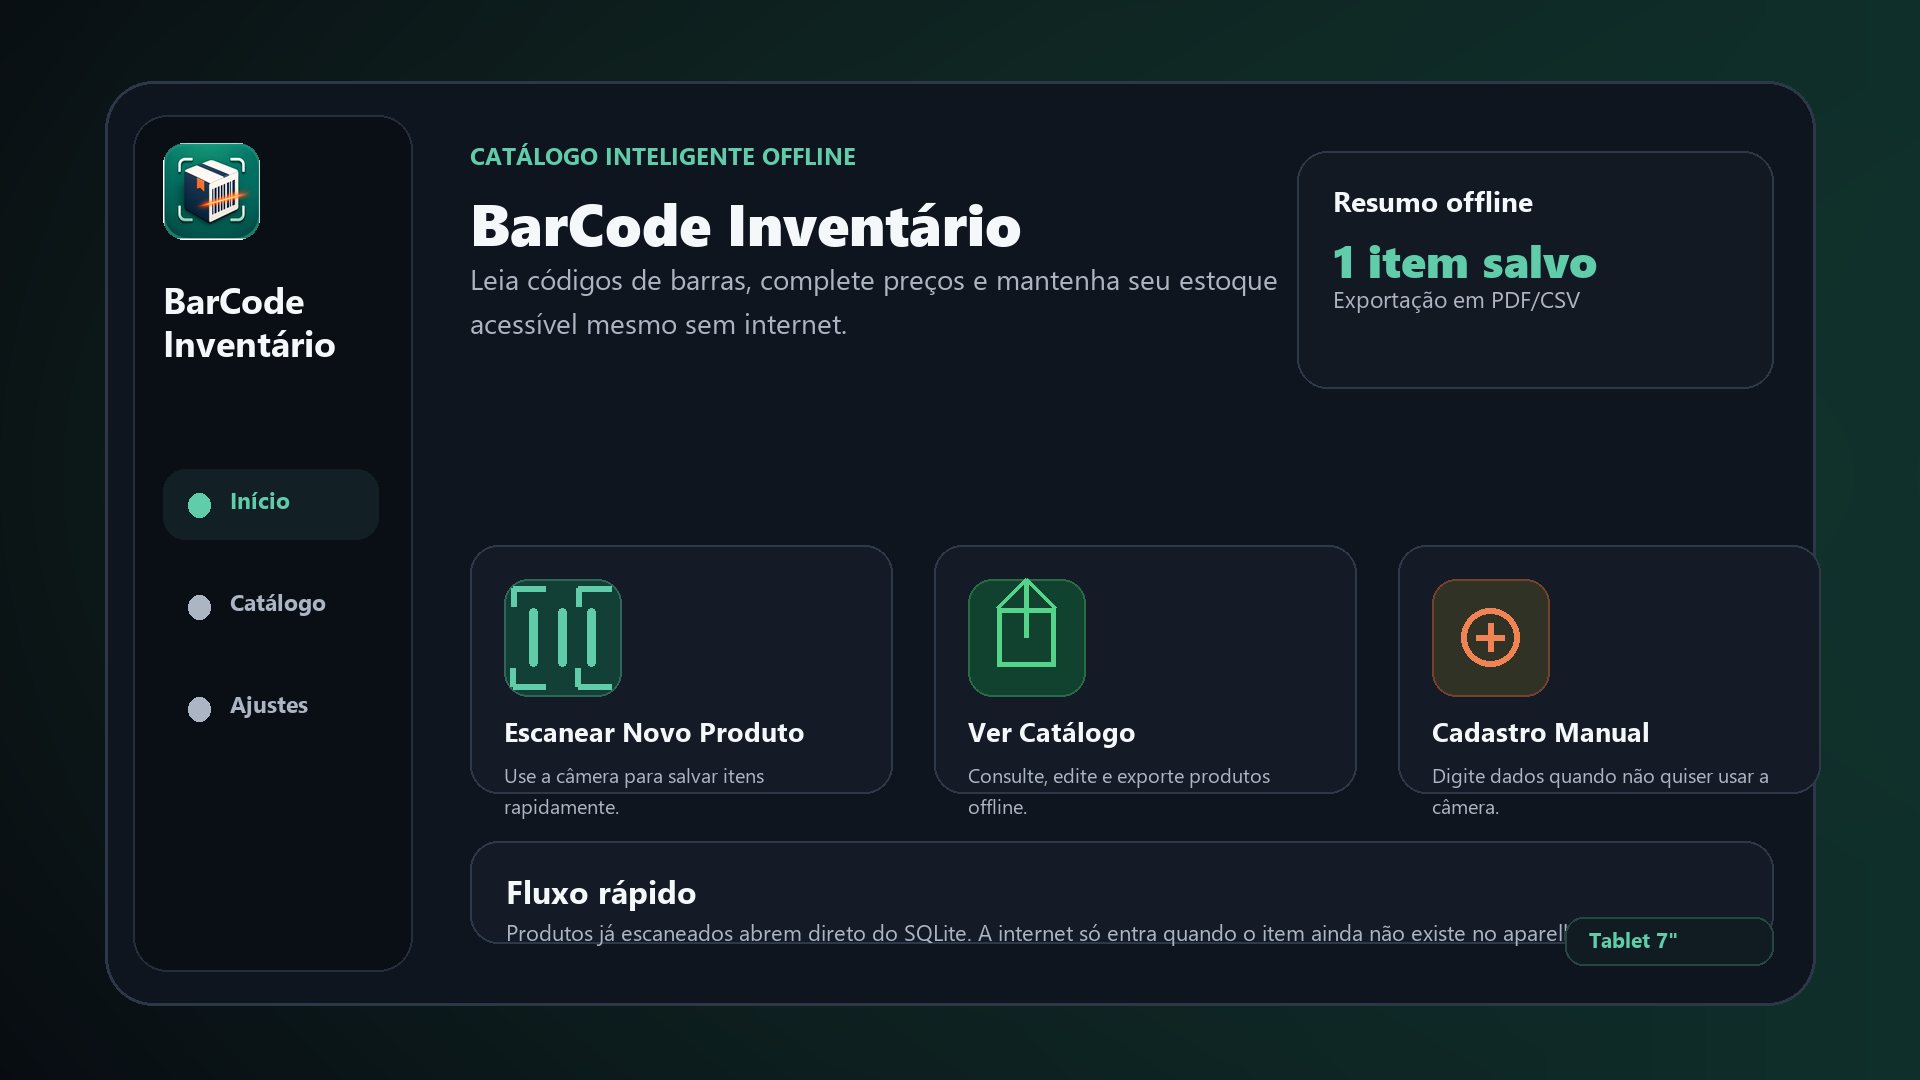 BarCode
Inventário
Início
Catálogo
Ajustes
CATÁLOGO INTELIGENTE OFFLINE
BarCode Inventário
Leia códigos de barras, complete preços e mantenha seu estoque
acessível mesmo sem internet.
Resumo offline
1 item salvo
Exportação em PDF/CSV
Escanear Novo Produto
Use a câmera para salvar itens
rapidamente.
Ver Catálogo
Consulte, edite e exporte produtos
offline.
Cadastro Manual
Digite dados quando não quiser usar a
câmera.
Fluxo rápido
Produtos já escaneados abrem direto do SQLite. A internet só entra quando o item ainda não existe no
Tablet 7"